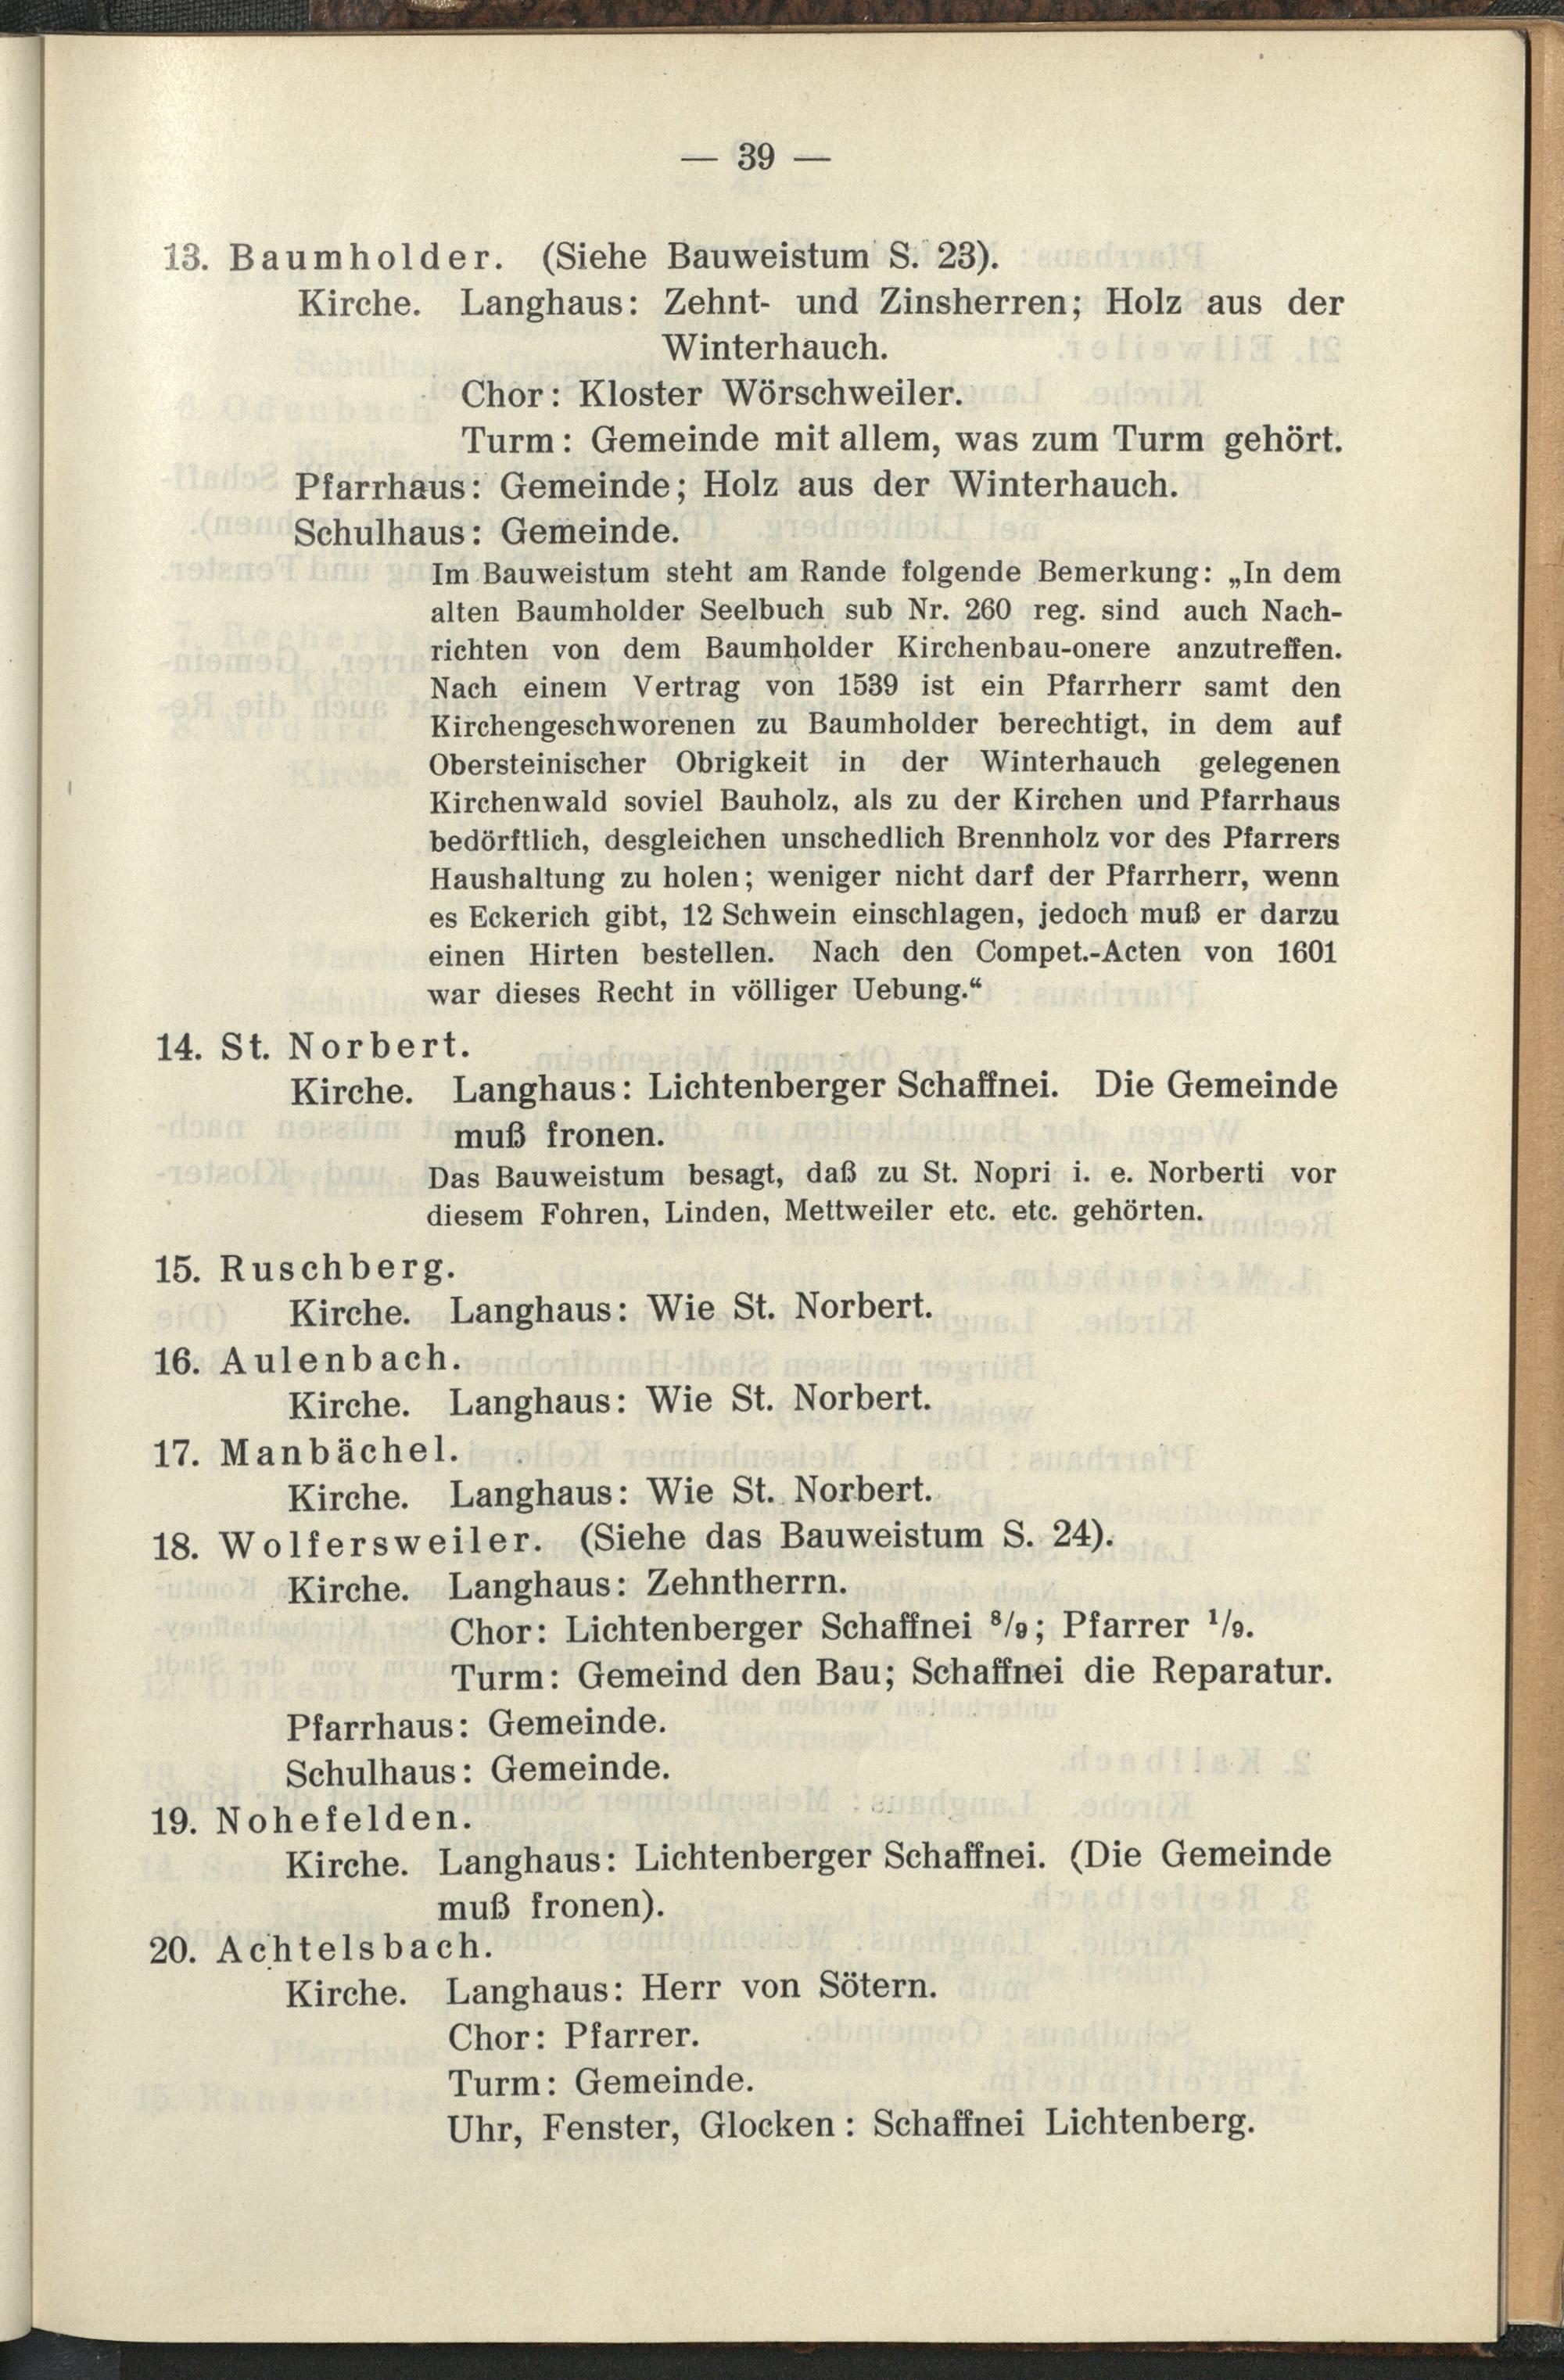 — 39 —
13. Baumholder. (Siehe Bauweistum S. 23).
Kirche. Langhaus: Zehnt- und Zinsherren; Holz aus der
Winterhauch.
Chor: Kloster Wörschweiler.
Turm: Gemeinde mit allem, was zum Turm gehört.
Pfarrhaus: Gemeinde; Holz aus der Winterhauch.
Schulhaus: Gemeinde.
Im Bauweistum steht am Rande folgende Bemerkung: „In dem
alten Baumholder Seelbuch sub Nr. 260 reg. sind auch Nach-
richten von dem Baumholder Kirchenbau-onere anzutreffen.
Nach einem Vertrag von 1539 ist ein Pfarrherr samt den
Kirchengeschworenen zu Baumholder berechtigt, in dem auf
Obersteinischer Obrigkeit in der Winterhauch gelegenen
Kirchenwald soviel Bauholz, als zu der Kirchen und Pfarrhaus
bedörftlich, desgleichen unschedlich Brennholz vor des Pfarrers
Haushaltung zu holen; weniger nicht darf der Pfarrherr, wenn
es Eckerich gibt, 12 Schwein einschlagen, jedoch muß er darzu
einen Hirten bestellen. Nach den Compet.-Acten von 1601
war dieses Recht in völliger Uebung.“
14. St. Norbert.
Kirche. Langhaus: Lichtenberger Schaffnei. Die Gemeinde
muß fronen.
Das Bauweistum besagt, daß zu St. Nopri i. e. Norberti vor
diesem Fohren, Linden, Mettweiler etc. etc. gehörten.
15. Ruschberg.
Kirche. Langhaus: Wie St. Norbert.
16. Aulenbach.
Kirche. Langhaus: Wie St. Norbert.
17. Manbächel.
Kirche. Langhaus: Wie St. Norbert.
18. Wolfersweiler. (Siehe das Bauweistum S. 24).
Kirche. Langhaus: Zehntherrn.
Chor: Lichtenberger Schaffnei ⁸/₉; Pfarrer ¹/₉.
Turm: Gemeind den Bau; Schaffnei die Reparatur.
Pfarrhaus: Gemeinde.
Schulhaus: Gemeinde.
19. Nohefelden.
Kirche. Langhaus: Lichtenberger Schaffnei. (Die Gemeinde
muß fronen).
20. Achtelsbach.
Kirche. Langhaus: Herr von Sötern.
Chor: Pfarrer.
Turm: Gemeinde.
Uhr, Fenster, Glocken: Schaffnei Lichtenberg.